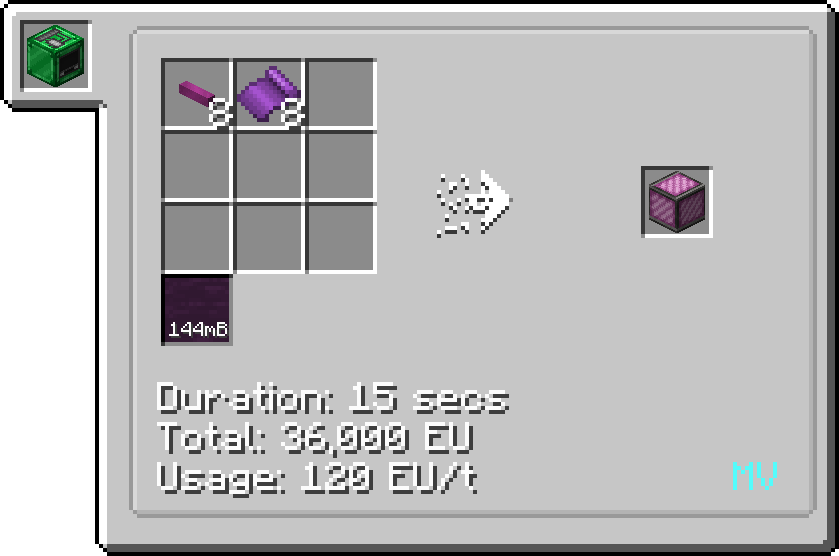 8 8
144mB
Duration: 15 secs
Total: 36,000 EU
Usage: 120 EU/t
MV